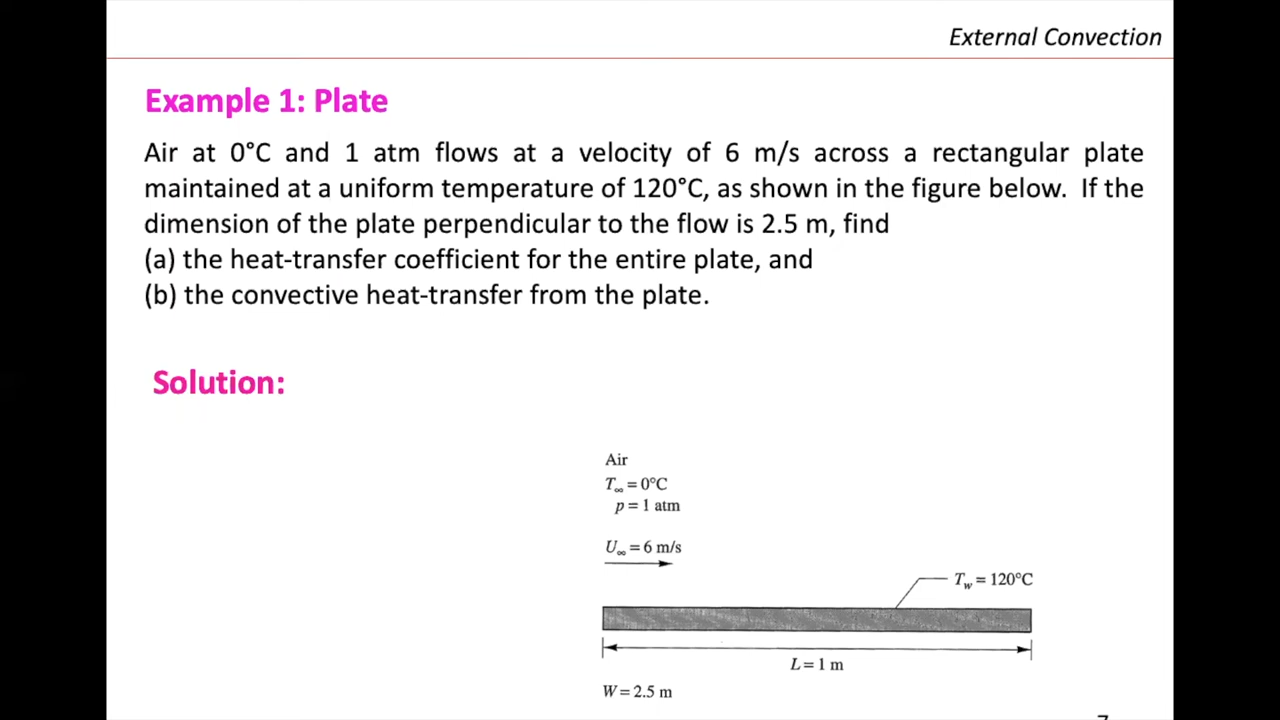 External Convection
Example 1: Plate
Air at 0°C and 1 atm flows at a velocity of 6 m/s across a rectangular plate
maintained at a uniform temperature of 120°C, as shown in the figure below. If the
dimension of the plate perpendicular to the flow is 2.5 m, find
(a) the heat-transfer coefficient for the entire plate, and
(b) the convective heat-transfer from the plate.
Solution:
Air
T∞ = 0°C
p = 1 atm
U∞ = 6 m/s
Tw = 120°C
L = 1 m
W = 2.5 m